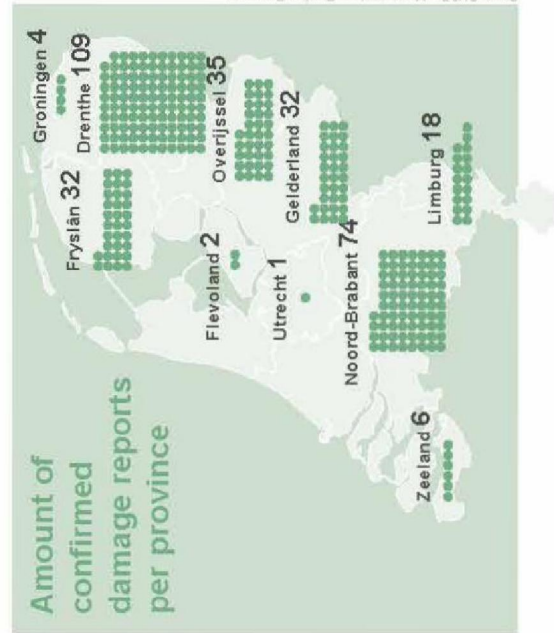 Amount of
confirmed
damage reports
per province
Groningen 4
Drenthe 109
Fryslân 32
Overijssel 35
Flevoland 2
Gelderland 32
Utrecht 1
Noord-Brabant 74
Limburg 18
Zeeland 6